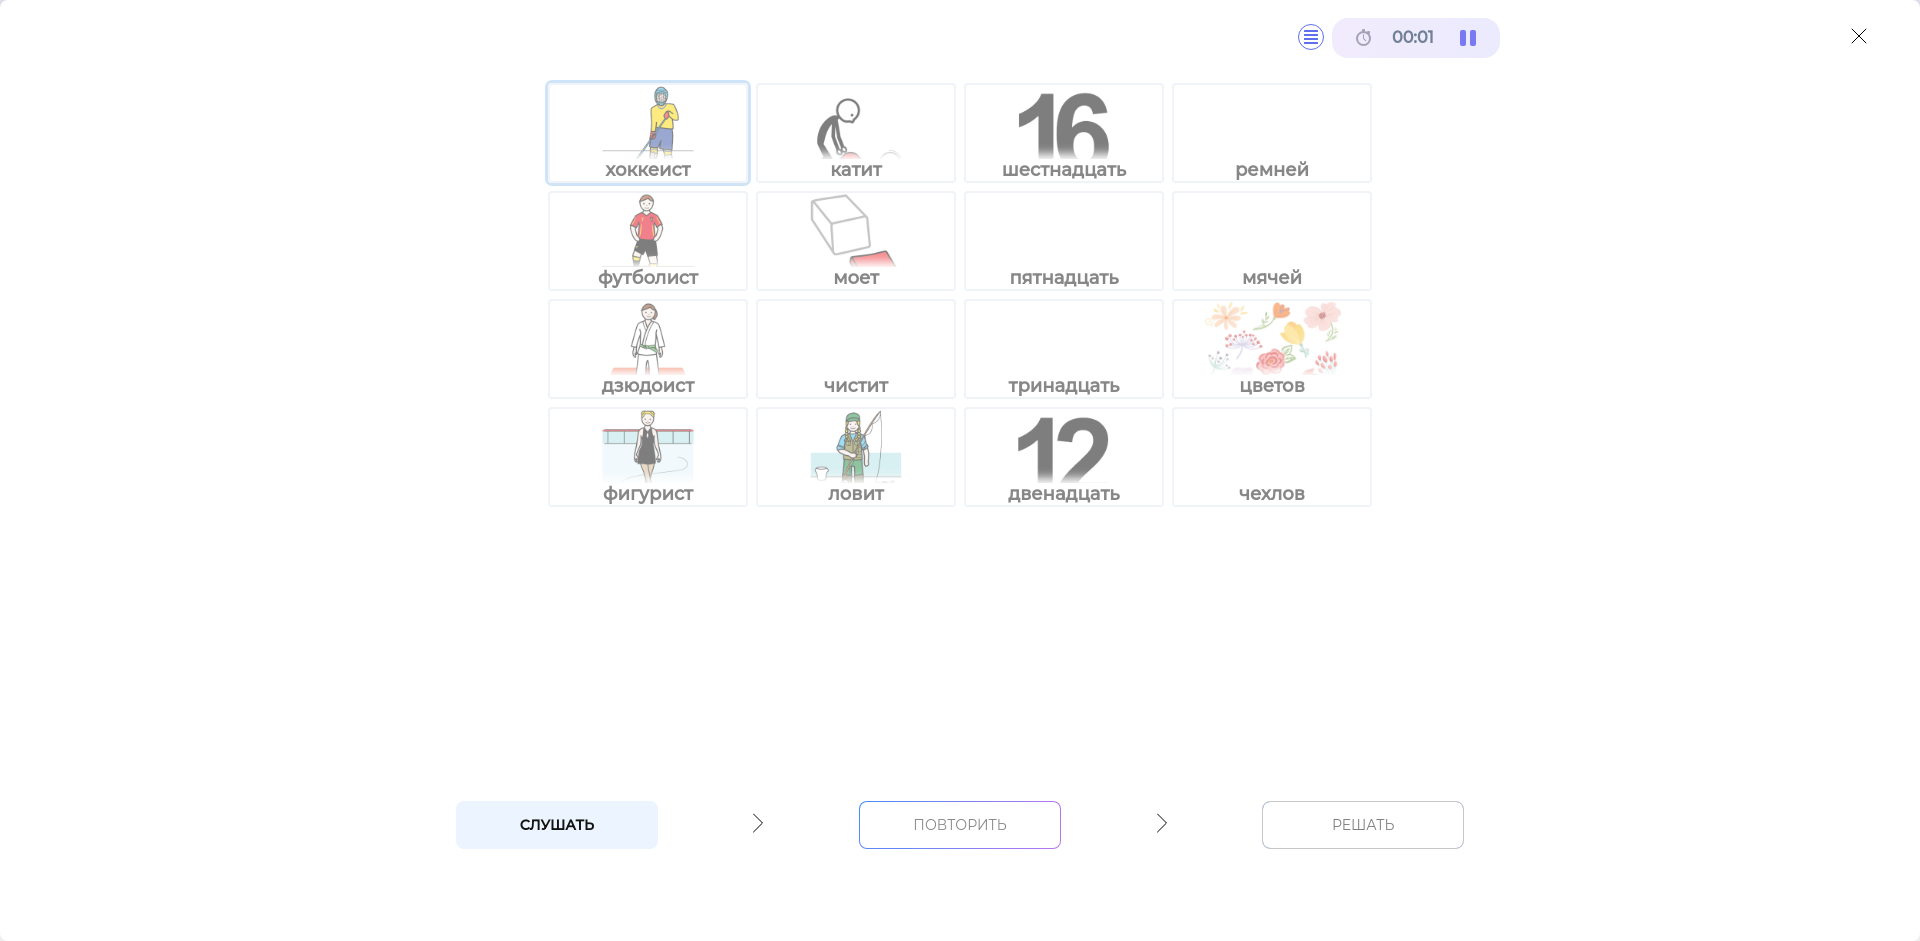 00:01
хоккеист
катит
16
шестнадцать
ремней
футболист
моет
пятнадцать
мячей
дзюдоист
чистит
тринадцать
цветов
фигурист
ловит
12
двенадцать
чехлов
СЛУШАТЬ
ПОВТОРИТЬ
РЕШАТЬ